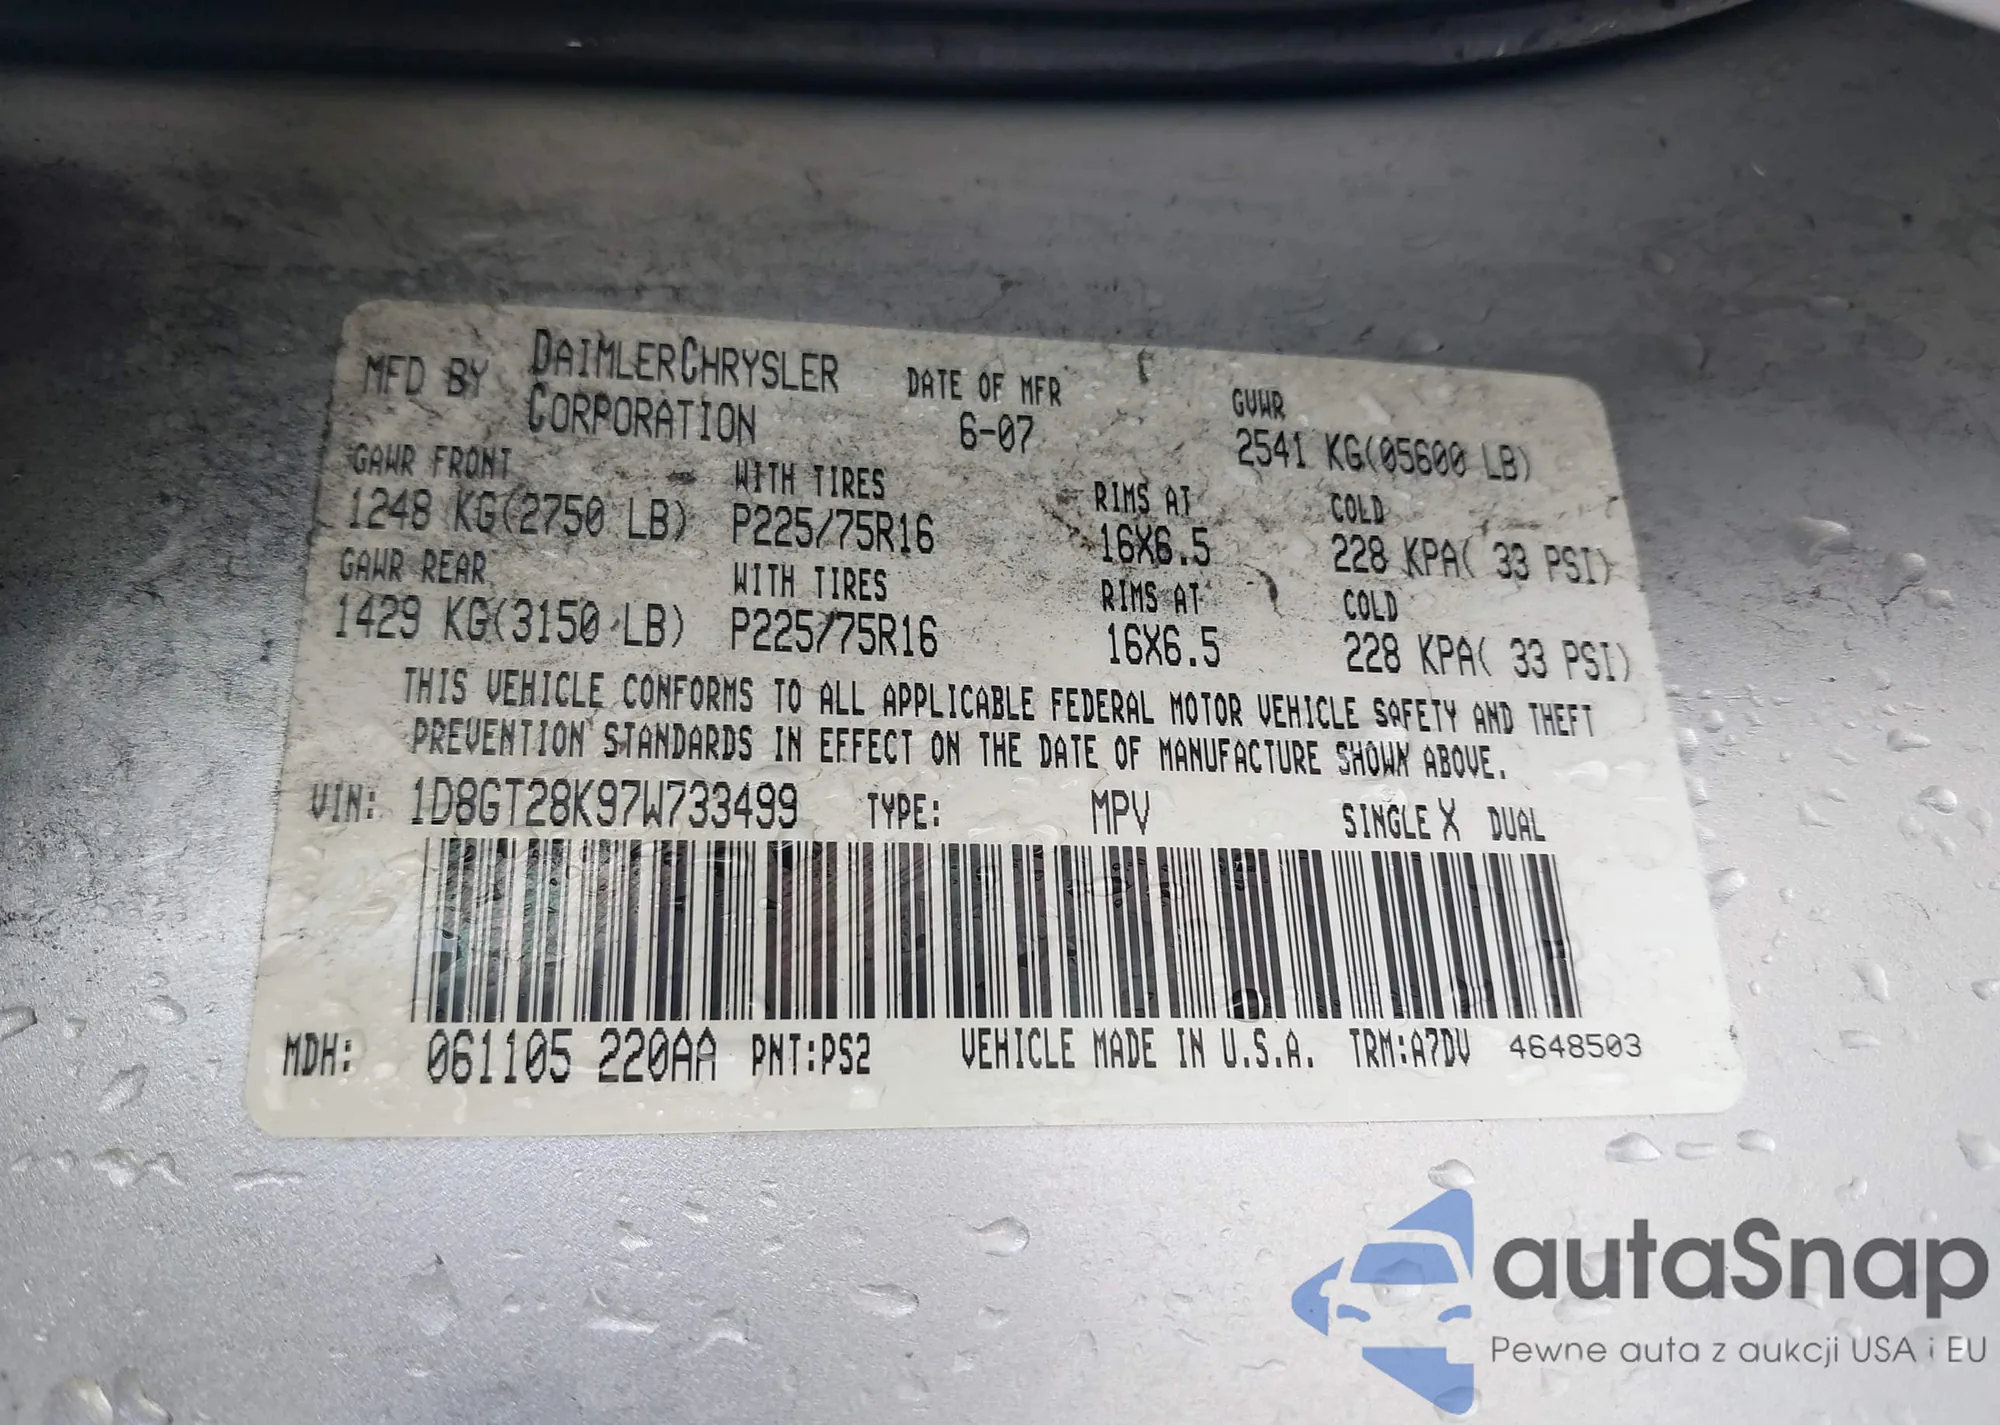 MFD BY DAIMLERCHRYSLER CORPORATION DATE OF MFR 6-07 GVWR 2541 KG(05600 LB)
GAWR FRONT WITH TIRES RIMS AT COLD
1248 KG(2750 LB) P225/75R16 16X6.5 228 KPA( 33 PSI)
GAWR REAR WITH TIRES RIMS AT COLD
1429 KG(3150 LB) P225/75R16 16X6.5 228 KPA( 33 PSI)
THIS VEHICLE CONFORMS TO ALL APPLICABLE FEDERAL MOTOR VEHICLE SAFETY AND THEFT
PREVENTION STANDARDS IN EFFECT ON THE DATE OF MANUFACTURE SHOWN ABOVE.
VIN: 1D8GT28K97W733499 TYPE: MPV SINGLE X DUAL
MDH: 061105 220AA PNT:PS2 VEHICLE MADE IN U.S.A. TRM:A7DV 4648503
autaSnap
Pewne auta z aukcji USA i EU